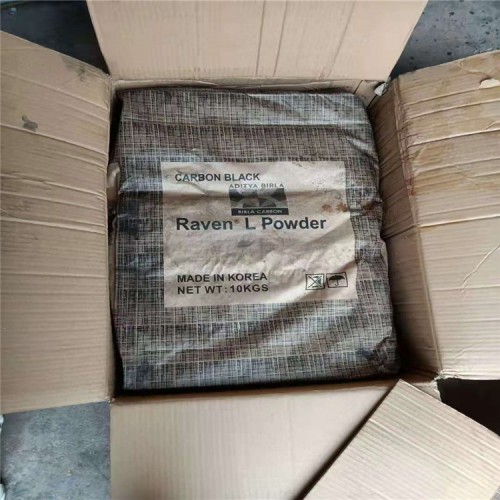 CARBON BLACK
ADITYA BIRLA
BIRLA CARBON
Raven® L Powder
MADE IN KOREA
NET WT : 10KGS